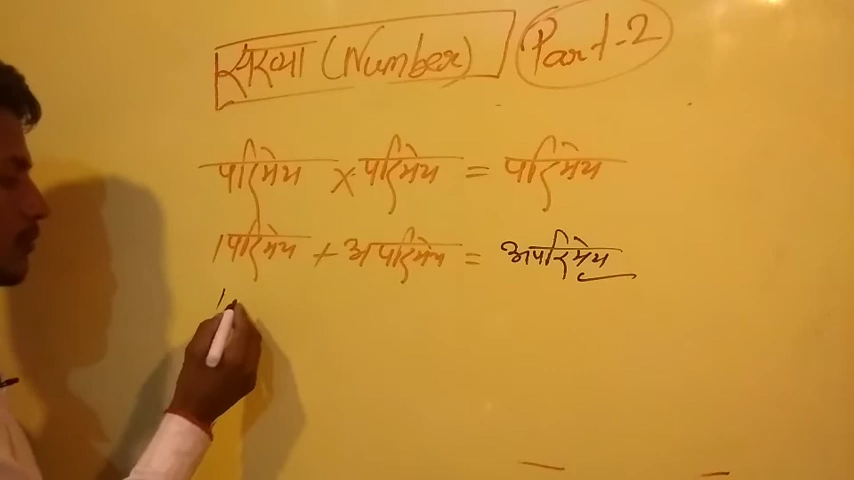 संख्या (Number) Part-2
परिमेय x परिमेय = परिमेय
परिमेय + अपरिमेय = अपरिमेय